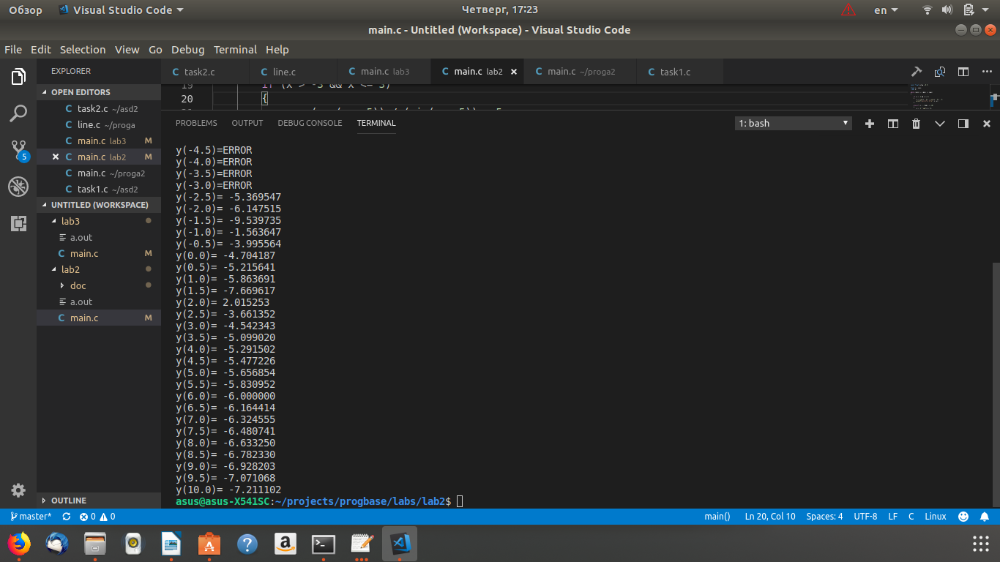 Обзор Visual Studio Code Четверг, 17:23 en
main.c - Untitled (Workspace) - Visual Studio Code
File Edit Selection View Go Debug Terminal Help
EXPLORER
OPEN EDITORS
task2.c ~/asd2
line.c ~/proga
main.c lab3 M
main.c lab2 M
main.c ~/proga2
task1.c ~/asd2
UNTITLED (WORKSPACE)
lab3
a.out
main.c M
lab2
doc
a.out
main.c M
OUTLINE
5
task2.c line.c main.c lab3 main.c lab2 main.c ~/proga2 task1.c
19 if (x > -3 && x <= 3)
20 {
PROBLEMS OUTPUT DEBUG CONSOLE TERMINAL 1: bash
y(-4.5)=ERROR
y(-4.0)=ERROR
y(-3.5)=ERROR
y(-3.0)=ERROR
y(-2.5)= -5.369547
y(-2.0)= -6.147515
y(-1.5)= -9.539735
y(-1.0)= -1.563647
y(-0.5)= -3.995564
y(0.0)= -4.704187
y(0.5)= -5.215641
y(1.0)= -5.863691
y(1.5)= -7.669617
y(2.0)= 2.015253
y(2.5)= -3.661352
y(3.0)= -4.542343
y(3.5)= -5.099020
y(4.0)= -5.291502
y(4.5)= -5.477226
y(5.0)= -5.656854
y(5.5)= -5.830952
y(6.0)= -6.000000
y(6.5)= -6.164414
y(7.0)= -6.324555
y(7.5)= -6.480741
y(8.0)= -6.633250
y(8.5)= -6.782330
y(9.0)= -6.928203
y(9.5)= -7.071068
y(10.0)= -7.211102
asus@asus-X541SC:~/projects/progbase/labs/lab2$
master* 0 0 main() Ln 20, Col 10 Spaces: 4 UTF-8 LF C Linux